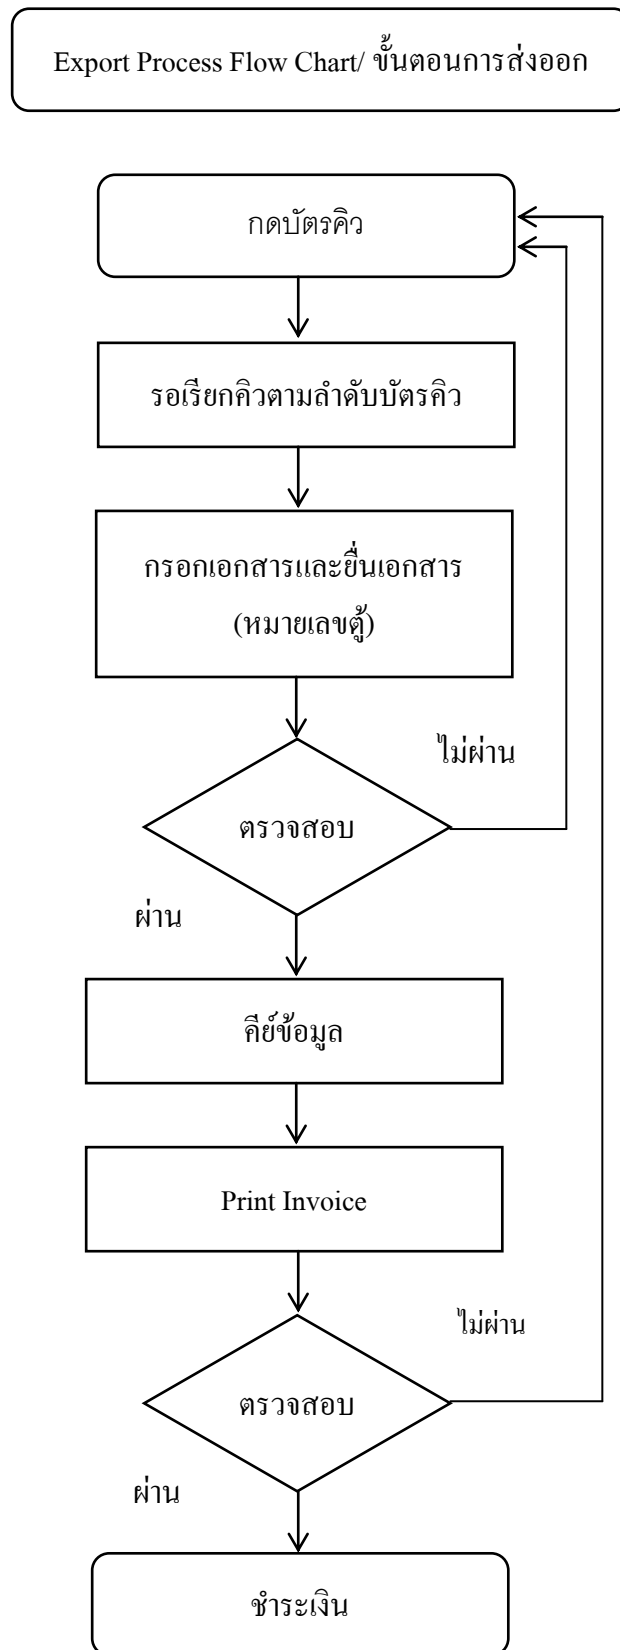 Export Process Flow Chart/ ขั้นตอนการส่งออก
กดบัตรคิว
รอเรียกคิวตามลำดับบัตรคิว
กรอกเอกสารและยื่นเอกสาร
(หมายเลขตู้)
ไม่ผ่าน
ตรวจสอบ
ผ่าน
คีย์ข้อมูล
Print Invoice
ไม่ผ่าน
ตรวจสอบ
ผ่าน
ชำระเงิน